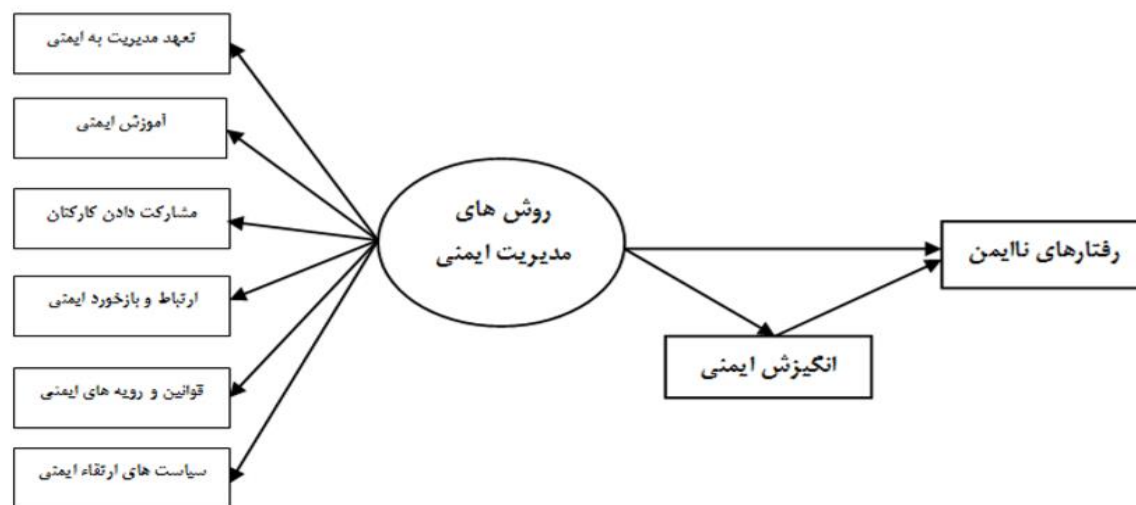 تعهد مدیریت به ایمنی
آموزش ایمنی
مشارکت دادن کارکنان
ارتباط و بازخورد ایمنی
قوانین و رویه های ایمنی
سیاست های ارتقاء ایمنی
روش های
مدیریت ایمنی
انگیزش ایمنی
رفتارهای ناایمن